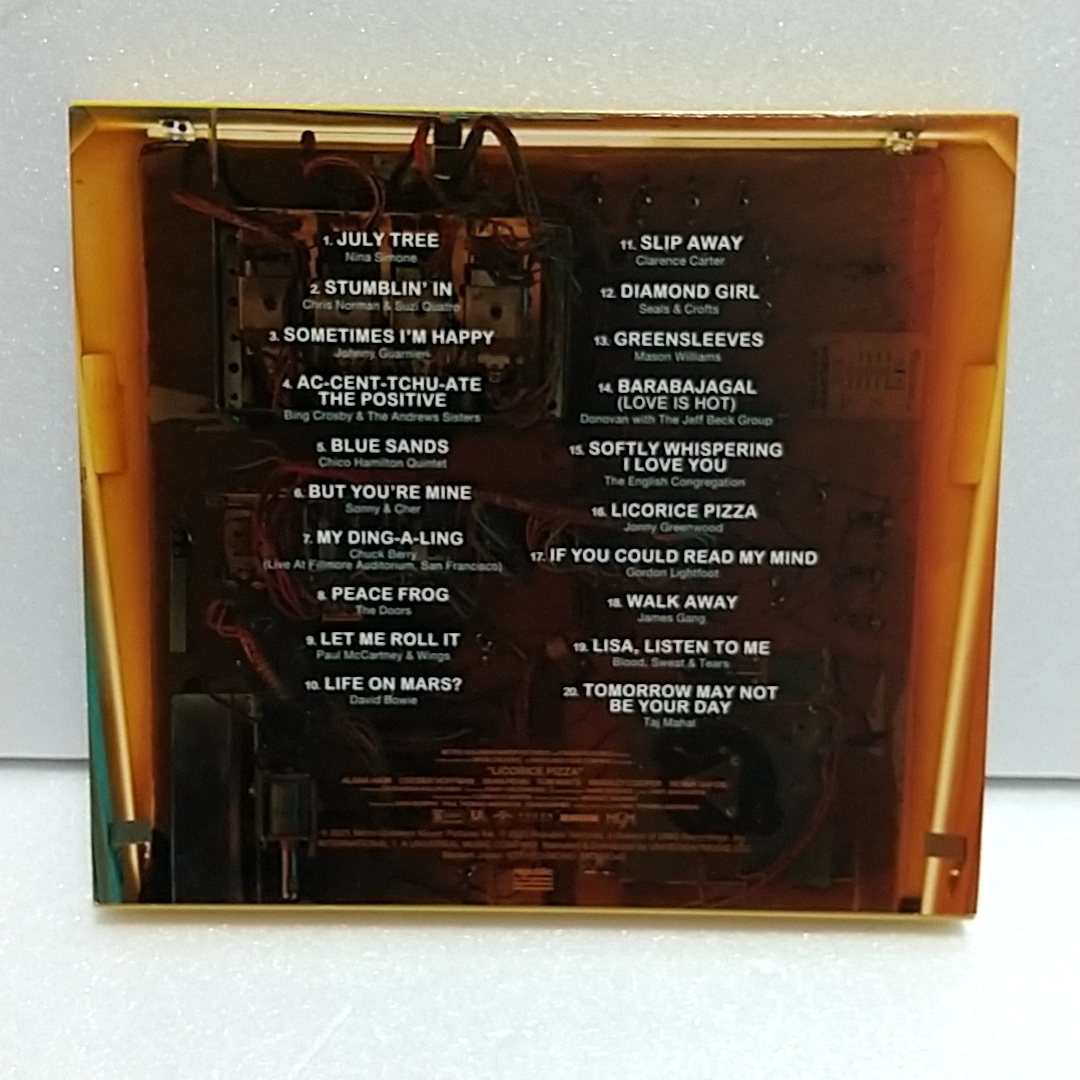 1. JULY TREE
Nina Simone
2. STUMBLIN' IN
Chris Norman & Suzi Quatro
3. SOMETIMES I'M HAPPY
Johnny Guarnieri
4. AC-CENT-TCHU-ATE
THE POSITIVE
Bing Crosby & The Andrews Sisters
5. BLUE SANDS
Chico Hamilton Quintet
6. BUT YOU'RE MINE
Sonny & Cher
7. MY DING-A-LING
Chuck Berry
(Live At Fillmore Auditorium, San Francisco)
8. PEACE FROG
The Doors
9. LET ME ROLL IT
Paul McCartney & Wings
10. LIFE ON MARS?
David Bowie
11. SLIP AWAY
Clarence Carter
12. DIAMOND GIRL
Seals & Crofts
13. GREENSLEEVES
Mason Williams
14. BARABAJAGAL
(LOVE IS HOT)
Donovan with The Jeff Beck Group
15. SOFTLY WHISPERING
I LOVE YOU
The English Congregation
16. LICORICE PIZZA
Jonny Greenwood
17. IF YOU COULD READ MY MIND
Gordon Lightfoot
18. WALK AWAY
James Gang
19. LISA, LISTEN TO ME
Blood, Sweat & Tears
20. TOMORROW MAY NOT
BE YOUR DAY
Taj Mahal
"LICORICE PIZZA"
MGM